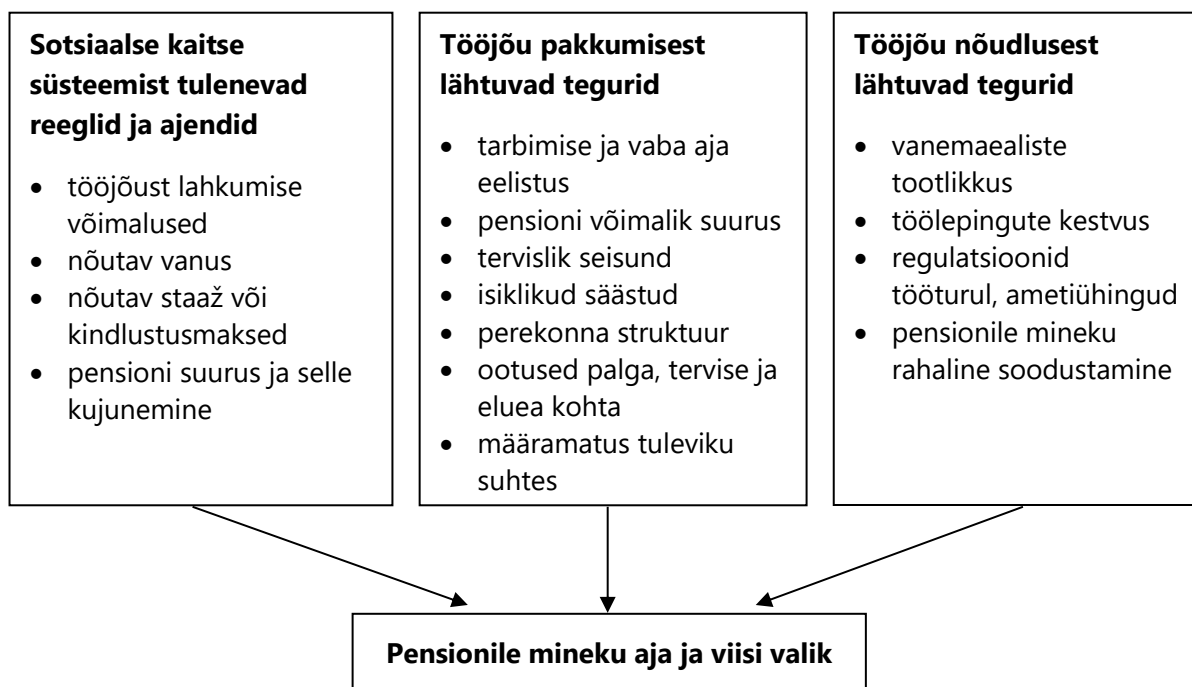 Sotsiaalse kaitse
süsteemist tulenevad
reeglid ja ajendid
• tööjõust lahkumise
võimalused
• nõutav vanus
• nõutav staaž või
kindlustusmaksed
• pensioni suurus ja selle
kujunemine
Tööjõu pakkumisest
lähtuvad tegurid
• tarbimise ja vaba aja
eelistus
• pensioni võimalik suurus
• tervislik seisund
• isiklikud säästud
• perekonna struktuur
• ootused palga, tervise ja
eluea kohta
• määramatus tuleviku
suhtes
Tööjõu nõudlusest
lähtuvad tegurid
• vanemaealiste
tootlikkus
• töölepingute kestvus
• regulatsioonid
tööturul, ametiühingud
• pensionile mineku
rahaline soodustamine
Pensionile mineku aja ja viisi valik